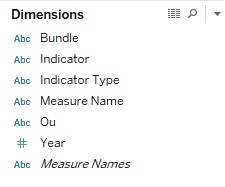 Dimensions
Abc Bundle
Abc Indicator
Abc Indicator Type
Abc Measure Name
Abc Ou
# Year
Abc Measure Names